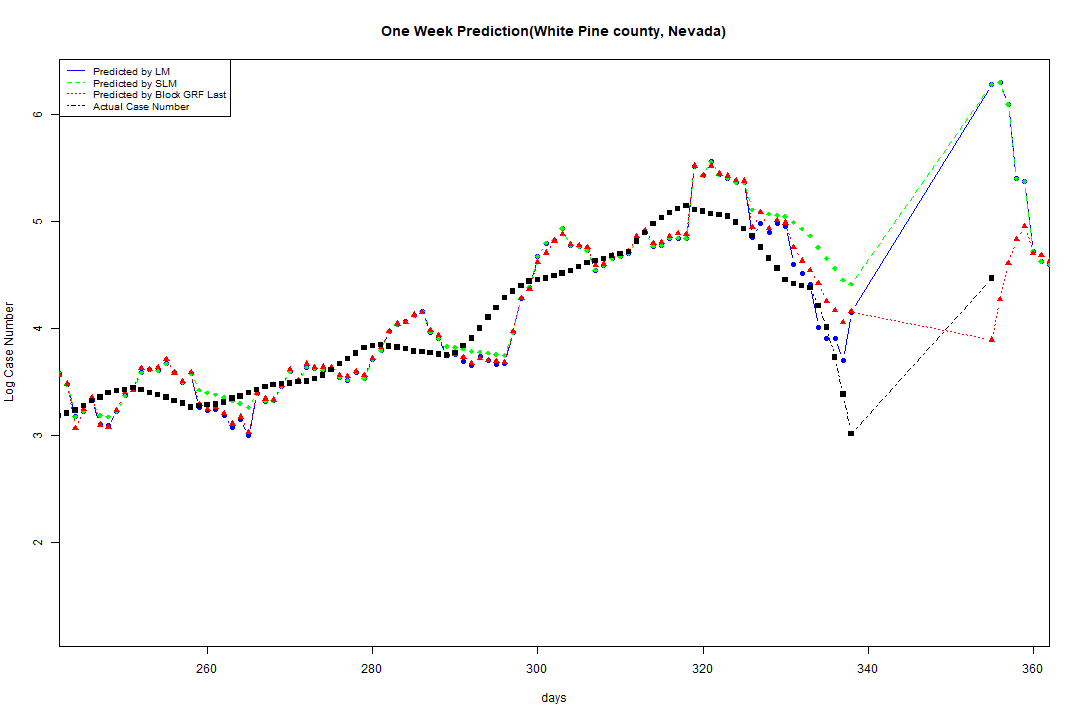 One Week Prediction(White Pine county, Nevada)
Predicted by LM
Predicted by SLM
Predicted by Block GRF Last
Actual Case Number
6
5
4
3
2
Log Case Number
260 280 300 320 340 360
days